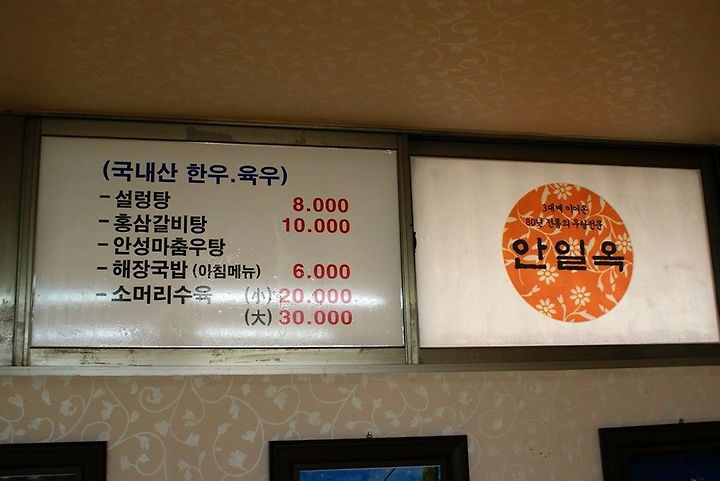 (국내산 한우.육우)
- 설렁탕 8.000
- 홍삼갈비탕 10.000
- 안성마춤우탕
- 해장국밥 (아침메뉴) 6.000
- 소머리수육 (小) 20.000
(大) 30.000
3대째 이어온
80년 전통의 우탕전문
안일옥